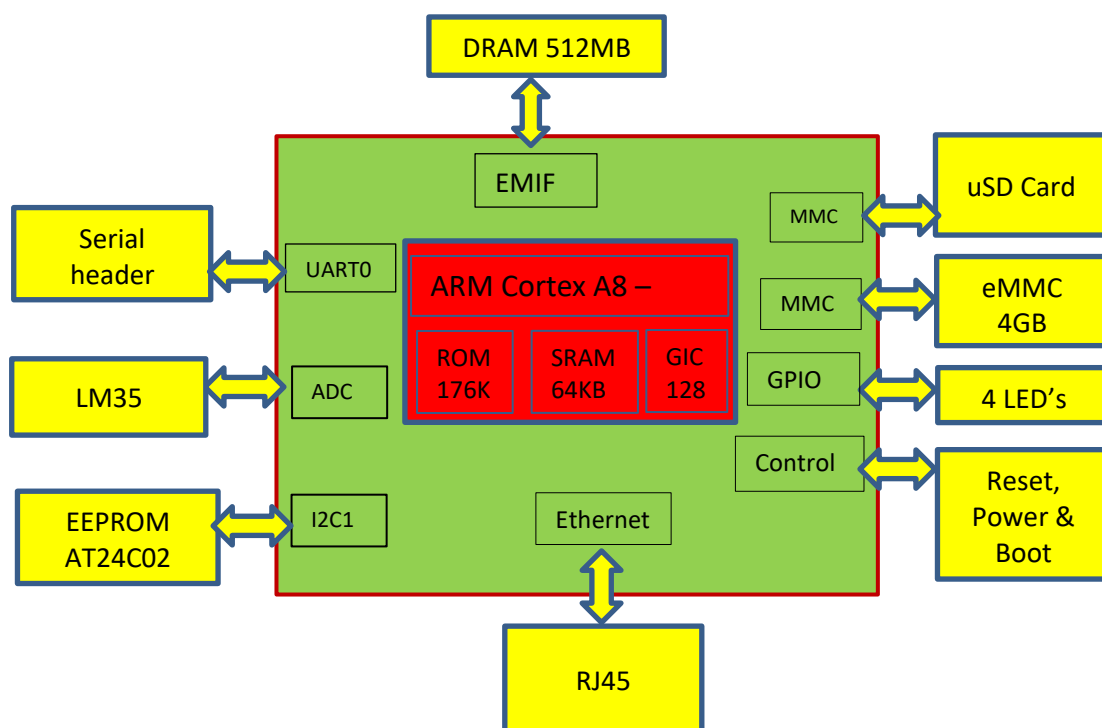 DRAM 512MB
EMIF
uSD Card
MMC
Serial
header
UART0
ARM Cortex A8 –
eMMC
4GB
MMC
ROM
176K
SRAM
64KB
GIC
128
LM35
ADC
GPIO
4 LED’s
Control
Reset,
Power &
Boot
EEPROM
AT24C02
I2C1
Ethernet
RJ45